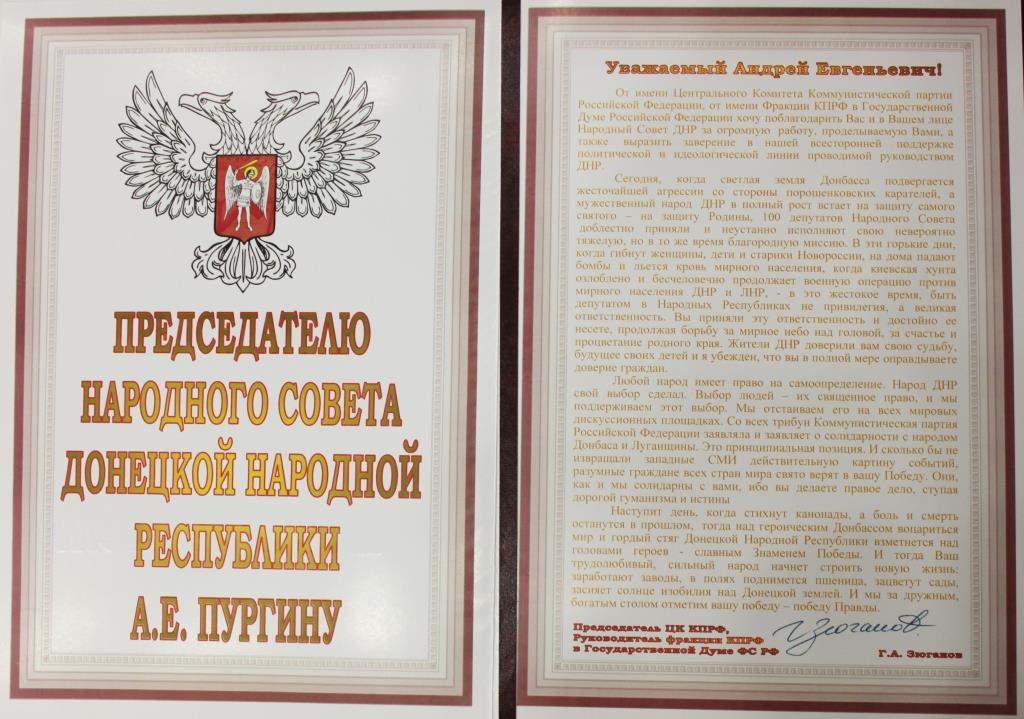 ПРЕДСЕДАТЕЛЮ
НАРОДНОГО СОВЕТА
ДОНЕЦКОЙ НАРОДНОЙ
РЕСПУБЛИКИ
А.Е. ПУРГИНУ
Уважаемый Андрей Евгеньевич!
От имени Центрального Комитета Коммунистической партии
Российской Федерации, от имени Фракции КПРФ в Государственной
Думе Российской Федерации хочу поблагодарить Вас и в Вашем лице
Народный Совет ДНР за огромную работу, проделываемую Вами, а
также выразить заверение в нашей всесторонней поддержке
политической и идеологической линии проводимой руководством
ДНР.
Сегодня, когда светлая земля Донбасса подвергается
жесточайшей агрессии со стороны порошенковских карателей, а
мужественный народ ДНР в полный рост встает на защиту самого
святого – на защиту Родины, 100 депутатов Народного Совета
доблестно приняли и неустанно исполняют свою невероятно
тяжелую, но в то же время благородную миссию. В эти горькие дни,
когда гибнут женщины, дети и старики Новороссии, на дома падают
бомбы и льется кровь мирного населения, когда киевская хунта
озлоблено и бесчеловечно продолжает военную операцию против
мирного населения ДНР и ЛНР, - в это жестокое время, быть
депутатом в Народных Республиках не привилегия, а великая
ответственность. Вы приняли эту ответственность и достойно ее
несете, продолжая борьбу за мирное небо над головой, за счастье и
процветание родного края. Жители ДНР доверили вам свою судьбу,
будущее своих детей и я убежден, что вы в полной мере оправдываете
доверие граждан.
Любой народ имеет право на самоопределение. Народ ДНР
свой выбор сделал. Выбор людей – их священное право, и мы
поддерживаем этот выбор. Мы отстаиваем его на всех мировых
дискуссионных площадках. Со всех трибун Коммунистическая партия
Российской Федерации заявляла и заявляет о солидарности с народом
Донбаса и Луганщины. Это принципиальная позиция. И сколько бы не
извращали западные СМИ действительную картину событий,
разумные граждане всех стран мира свято верят в вашу Победу. Они,
как и мы солидарны с вами, ибо вы делаете правое дело, ступая
дорогой гуманизма и истины
Наступит день, когда стихнут канонады, а боль и смерть
останутся в прошлом, тогда над героическим Донбассом воцариться
мир и гордый стяг Донецкой Народной Республики взметнется над
головами героев - славным Знаменем Победы. И тогда Ваш
трудолюбивый, сильный народ начнет строить новую жизнь:
заработают заводы, в полях поднимется пшеница, зацветут сады,
засияет солнце изобилия над Донецкой землей. И мы за дружным,
богатым столом отметим вашу победу – победу Правды.
Председатель ЦК КПРФ,
Руководитель фракции КПРФ
в Государственной Думе ФС РФ
Г Зюганов
Г.А. Зюганов